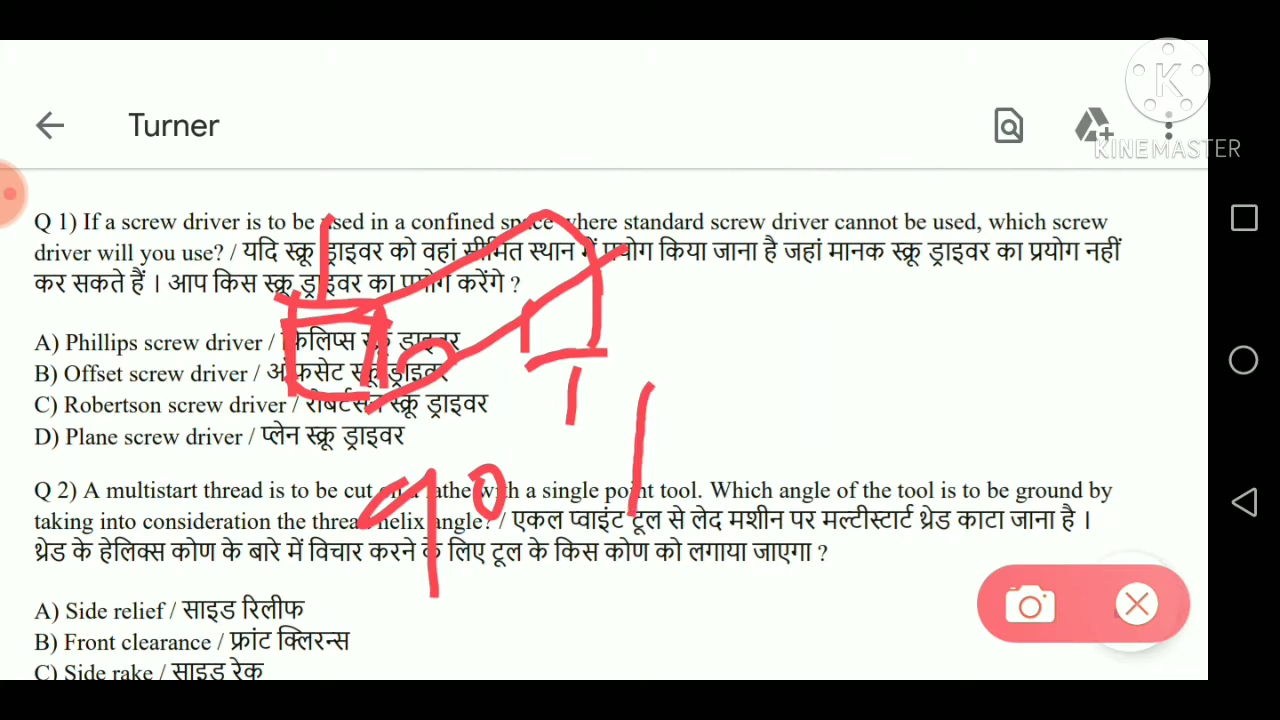 K
KINEMASTER
Turner
Q 1) If a screw driver is to be used in a confined space where standard screw driver cannot be used, which screw
driver will you use? / यदि स्क्रू ड्राइवर को वहां सीमित स्थान में प्रयोग किया जाना है जहां मानक स्क्रू ड्राइवर का प्रयोग नहीं
कर सकते हैं । आप किस स्क्रू ड्राइवर का प्रयोग करेंगे ?
A) Phillips screw driver / फिलिप्स स्क्रू ड्राइवर
B) Offset screw driver / ऑफसेट स्क्रू ड्राइवर
C) Robertson screw driver / रोबर्टसन स्क्रू ड्राइवर
D) Plane screw driver / प्लेन स्क्रू ड्राइवर
90
Q 2) A multistart thread is to be cut on a lathe with a single point tool. Which angle of the tool is to be ground by
taking into consideration the thread helix angle? / एकल प्वाइंट टूल से लेद मशीन पर मल्टीस्टार्ट थ्रेड काटा जाना है ।
थ्रेड के हेलिक्स कोण के बारे में विचार करने के लिए टूल के किस कोण को लगाया जाएगा ?
A) Side relief / साइड रिलीफ
B) Front clearance / फ्रांट क्लिरन्स
C) Side rake / साइड रेक